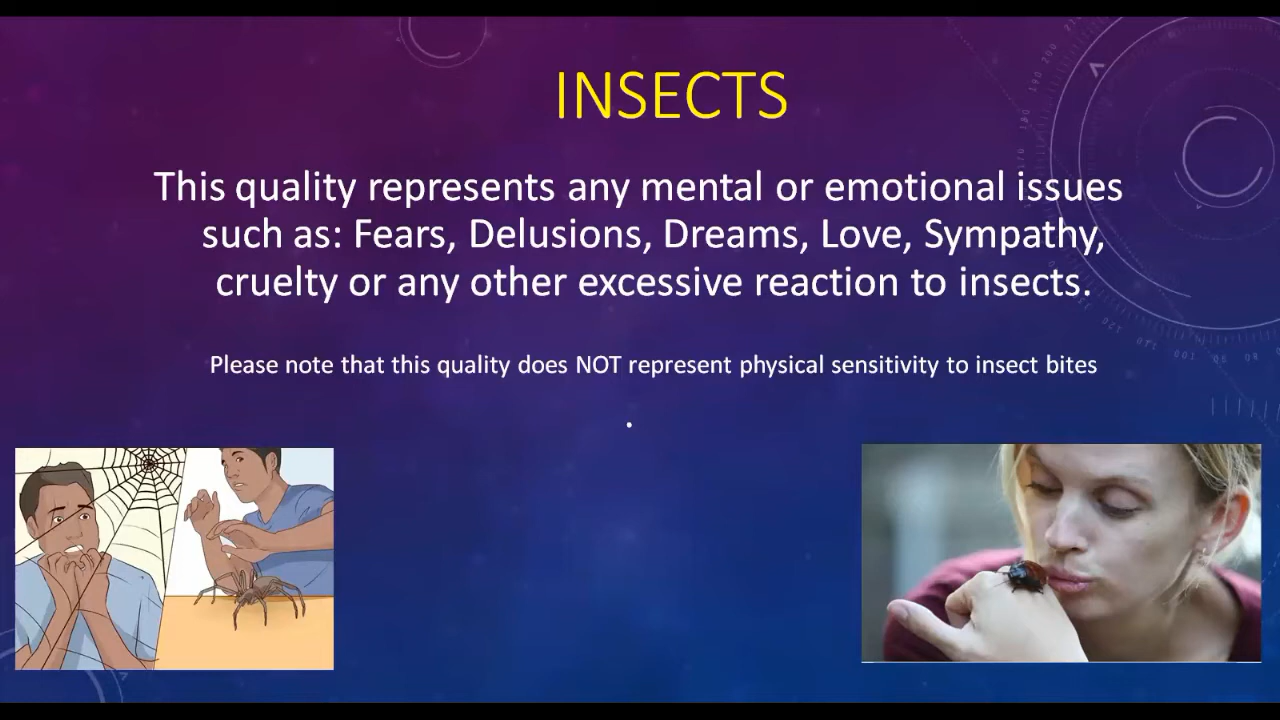 INSECTS
This quality represents any mental or emotional issues
such as: Fears, Delusions, Dreams, Love, Sympathy,
cruelty or any other excessive reaction to insects.
Please note that this quality does NOT represent physical sensitivity to insect bites
.